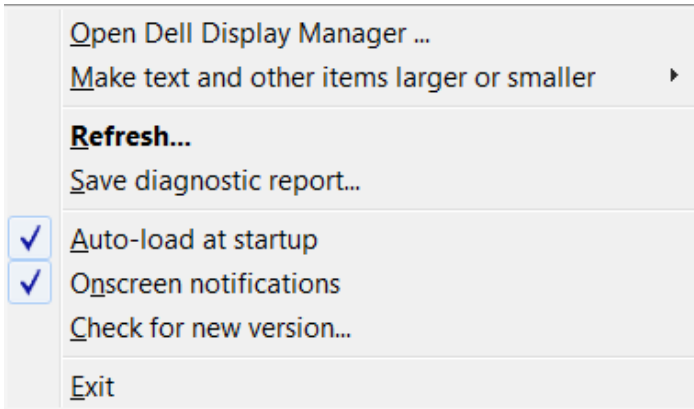 Open Dell Display Manager ...
Make text and other items larger or smaller
Refresh...
Save diagnostic report...
Auto-load at startup
Onscreen notifications
Check for new version...
Exit